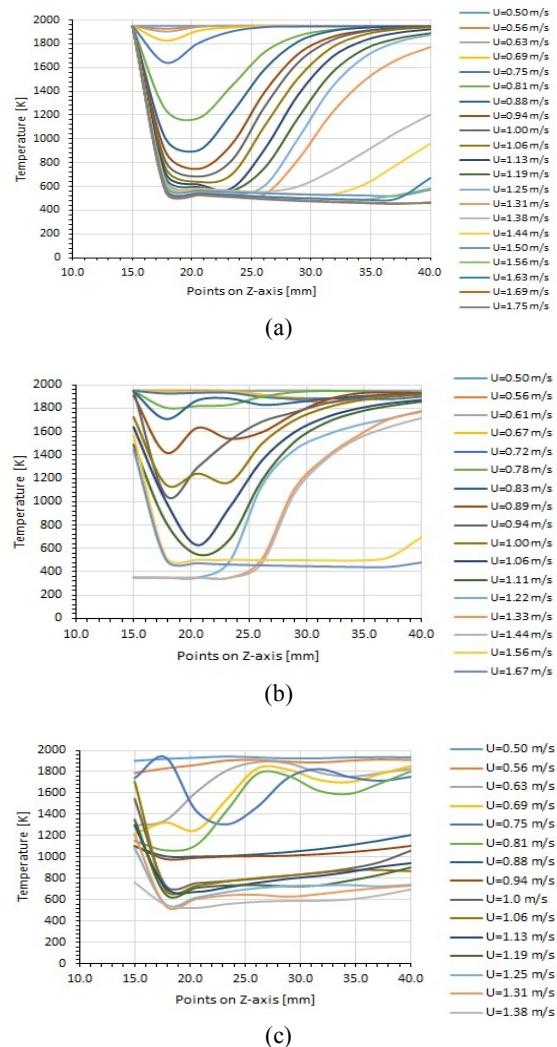 2000
1800
1600
1400
1200
1000
800
600
400
200
0
Temperature [K]
10.0 15.0 20.0 25.0 30.0 35.0 40.0
Points on Z-axis [mm]
U=0.50 m/s
U=0.56 m/s
U=0.63 m/s
U=0.69 m/s
U=0.75 m/s
U=0.81 m/s
U=0.88 m/s
U=0.94 m/s
U=1.00 m/s
U=1.06 m/s
U=1.13 m/s
U=1.19 m/s
U=1.25 m/s
U=1.31 m/s
U=1.38 m/s
U=1.44 m/s
U=1.50 m/s
U=1.56 m/s
U=1.63 m/s
U=1.69 m/s
U=1.75 m/s
(a)
2000
1800
1600
1400
1200
1000
800
600
400
200
0
Temperature [K]
10.0 15.0 20.0 25.0 30.0 35.0 40.0
Points on Z-axis [mm]
U=0.50 m/s
U=0.56 m/s
U=0.61 m/s
U=0.67 m/s
U=0.72 m/s
U=0.78 m/s
U=0.83 m/s
U=0.89 m/s
U=0.94 m/s
U=1.00 m/s
U=1.06 m/s
U=1.11 m/s
U=1.22 m/s
U=1.33 m/s
U=1.44 m/s
U=1.56 m/s
U=1.67 m/s
(b)
2000
1800
1600
1400
1200
1000
800
600
400
200
0
Temperature [K]
10.0 15.0 20.0 25.0 30.0 35.0 40.0
Points on Z-axis [mm]
U=0.50 m/s
U=0.56 m/s
U=0.63 m/s
U=0.69 m/s
U=0.75 m/s
U=0.81 m/s
U=0.88 m/s
U=0.94 m/s
U=1.0 m/s
U=1.06 m/s
U=1.13 m/s
U=1.19 m/s
U=1.25 m/s
U=1.31 m/s
U=1.38 m/s
(c)